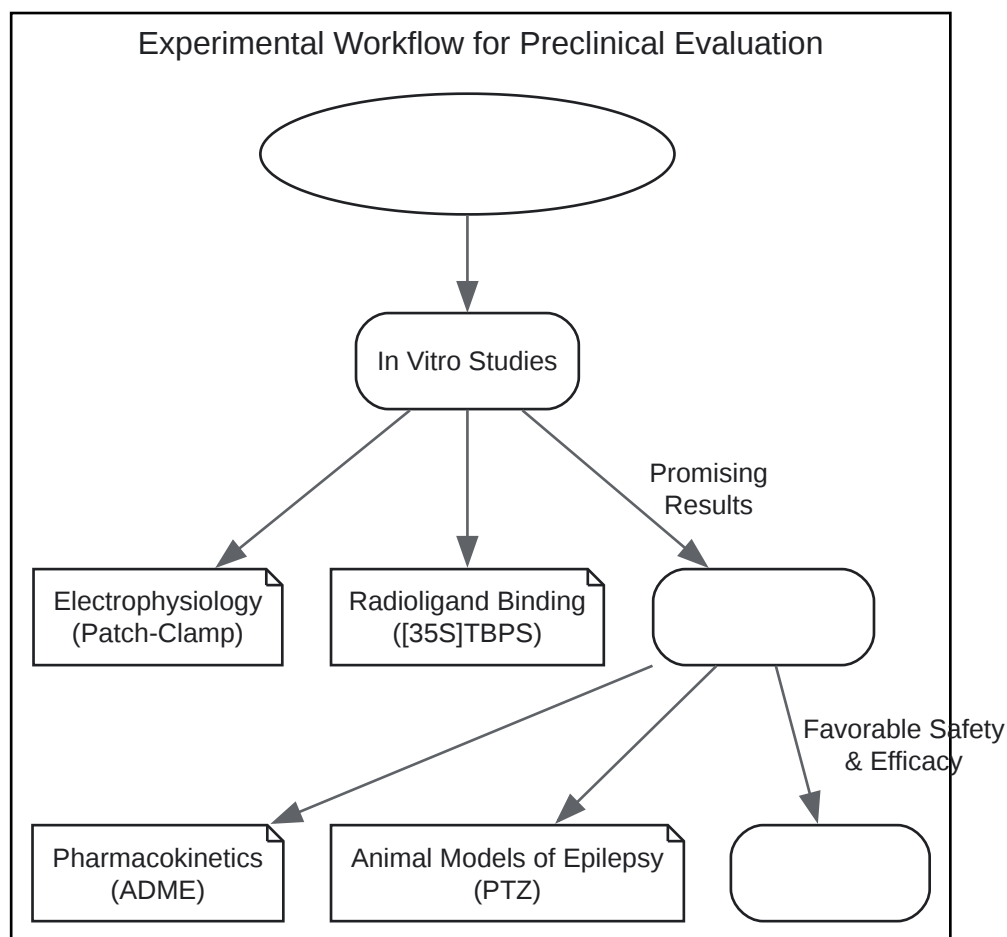 Experimental Workflow for Preclinical Evaluation
In Vitro Studies
Promising
Results
Electrophysiology
(Patch-Clamp)
Radioligand Binding
([35S]TBPS)
Favorable Safety
& Efficacy
Pharmacokinetics
(ADME)
Animal Models of Epilepsy
(PTZ)